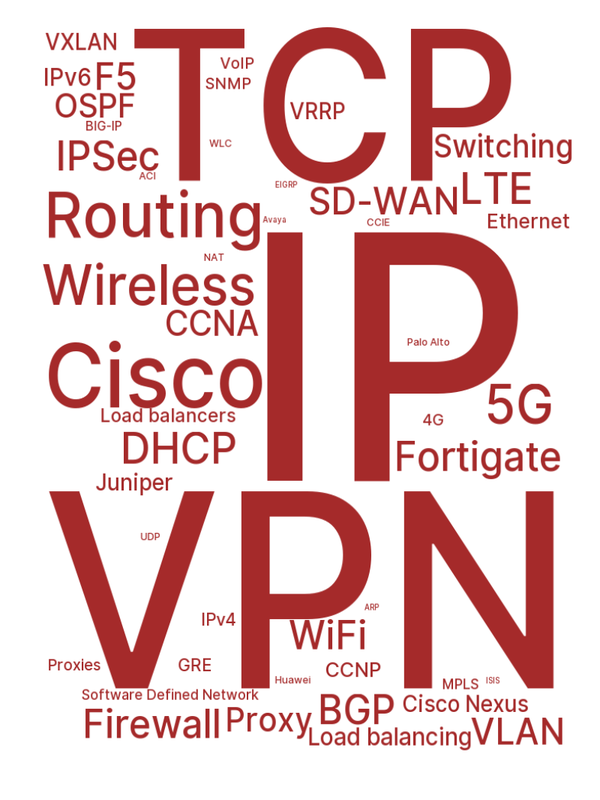 VXLAN
TCP
VoIP
IPv6
F5
SNMP
OSPF
VRRP
BIG-IP
IPSec
WLC
Switching
ACI
EIGRP
LTE
SD-WAN
Routing
Avaya
CCIE
Ethernet
IP
NAT
Wireless
CCNA
Palo Alto
Cisco
5G
Load balancers
4G
DHCP
Fortigate
Juniper
VPN
UDP
ARP
IPv4
WiFi
Proxies
GRE
CCNP
Huawei
MPLS
ISIS
Software Defined Network
BGP
Cisco Nexus
Firewall
Proxy
Load balancing
VLAN